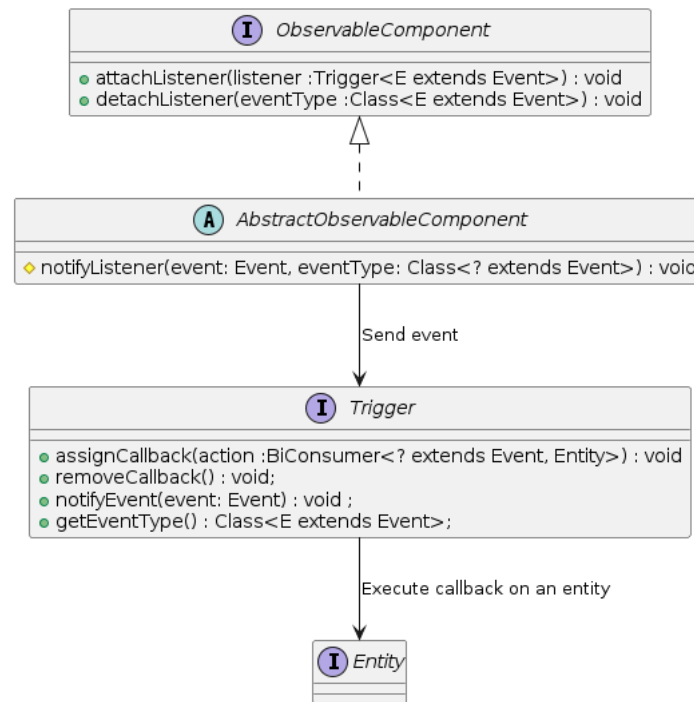 I ObservableComponent
attachListener(listener :Trigger<E extends Event>) : void
detachListener(eventType :Class<E extends Event>) : void
A AbstractObservableComponent
notifyListener(event: Event, eventType: Class<? extends Event>) : void
Send event
I Trigger
assignCallback(action :BiConsumer<? extends Event, Entity>) : void
removeCallback() : void;
notifyEvent(event: Event) : void ;
getEventType() : Class<E extends Event>;
Execute callback on an entity
I Entity